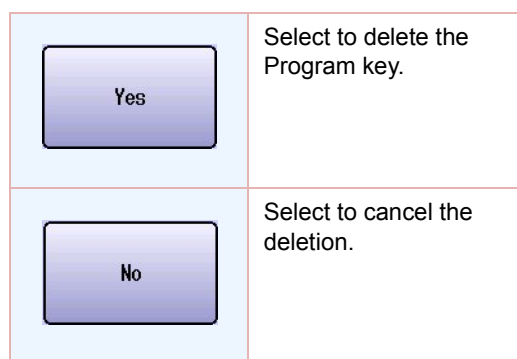 Yes
Select to delete the
Program key.
No
Select to cancel the
deletion.